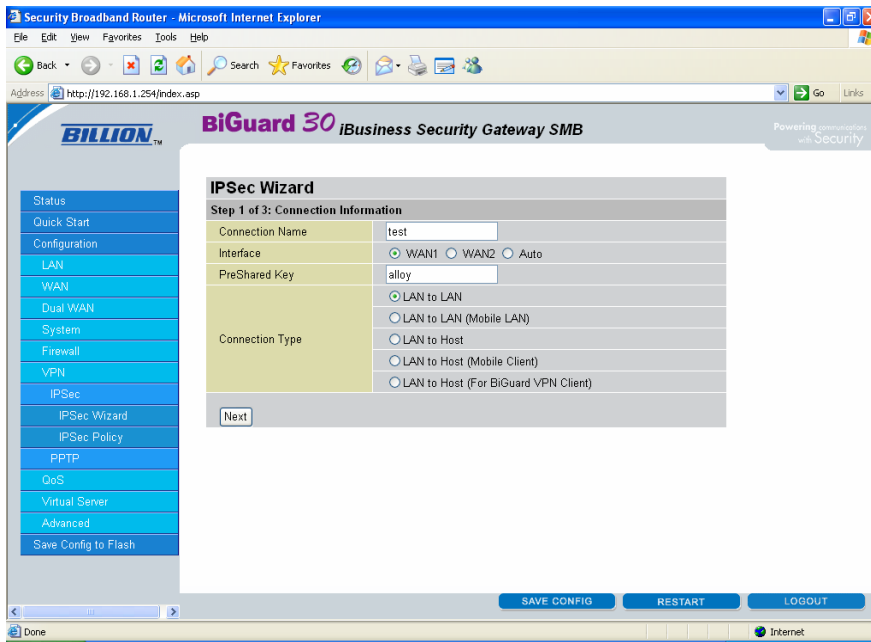 Security Broadband Router - Microsoft Internet Explorer
File Edit View Favorites Tools Help
Back Search Favorites
Address http://192.168.1.254/index.asp Go Links
BILLION TM
BiGuard 30 iBusiness Security Gateway SMB
Powering communications
with Security
Status
Quick Start
Configuration
LAN
WAN
Dual WAN
System
Firewall
VPN
IPSec
IPSec Wizard
IPSec Policy
PPTP
QoS
Virtual Server
Advanced
Save Config to Flash
IPSec Wizard
Step 1 of 3: Connection Information
Connection Name test
Interface WAN1 WAN2 Auto
PreShared Key alloy
Connection Type
LAN to LAN
LAN to LAN (Mobile LAN)
LAN to Host
LAN to Host (Mobile Client)
LAN to Host (For BiGuard VPN Client)
Next
SAVE CONFIG RESTART LOGOUT
Done Internet